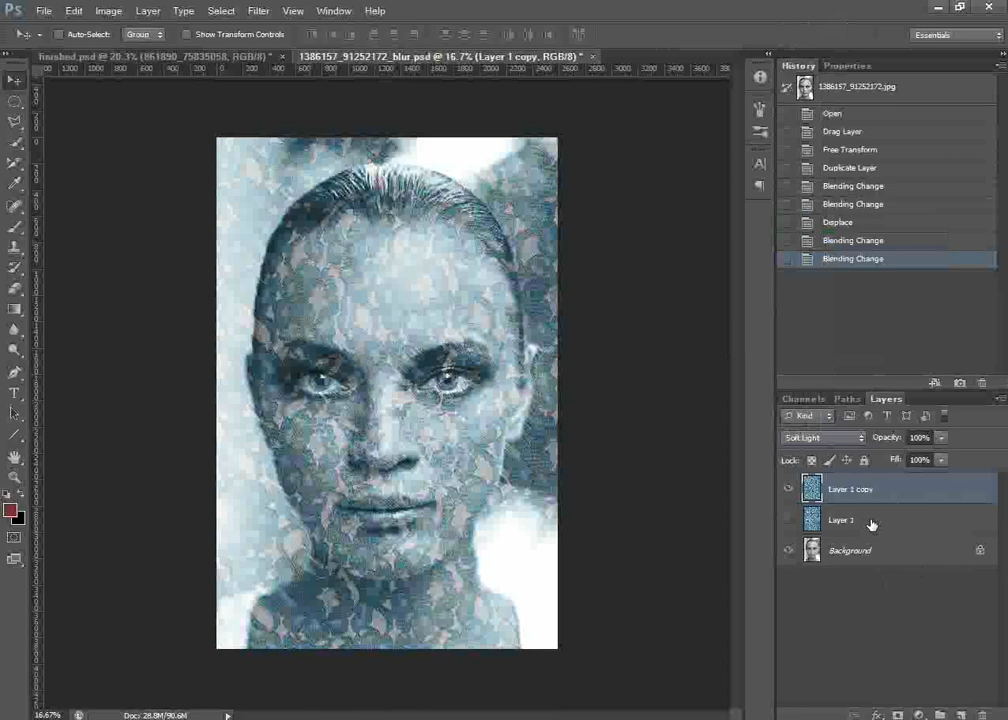 Ps File Edit Image Layer Type Select Filter View Window Help
Auto-Select: Group Show Transform Controls Essentials
finished.psd @ 20.3% (861890_75835058, RGB/8) * × 1386157_91252172_blur.psd @ 16.7% (Layer 1 copy, RGB/8) * ×
History Properties
1386157_91252172.jpg
Open
Drag Layer
Free Transform
Duplicate Layer
Blending Change
Blending Change
Displace
Blending Change
Blending Change
Channels Paths Layers
Kind
Soft Light Opacity: 100%
Lock: Fill: 100%
Layer 1 copy
Layer 1
Background
16.67% Doc: 28.8M/90.6M